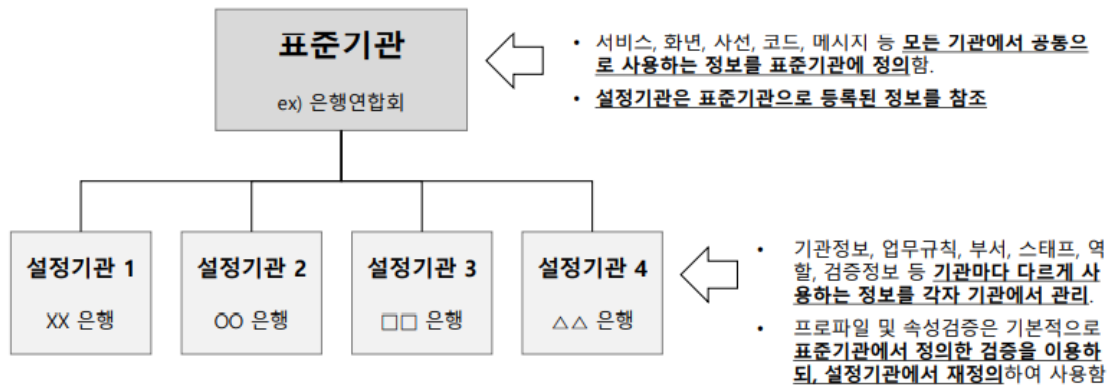 표준기관
ex) 은행연합회
• 서비스, 화면, 사선, 코드, 메시지 능 모든 기관에서 공통으
로 사용하는 정보를 표준기관에 정의함.
• 설정기관은 표준기관으로 등록된 정보를 참조
설정기관 1
XX 은행
설정기관 2
OO 은행
설정기관 3
□□ 은행
설정기관 4
△△ 은행
• 기관정보, 업무규칙, 부서, 스태프, 역
할, 검증정보 등 기관마다 다르게 사
용하는 정보를 각자 기관에서 관리.
• 프로파일 및 속성검증은 기본적으로
표준기관에서 정의한 검증을 이용하
되, 설정기관에서 재정의하여 사용함